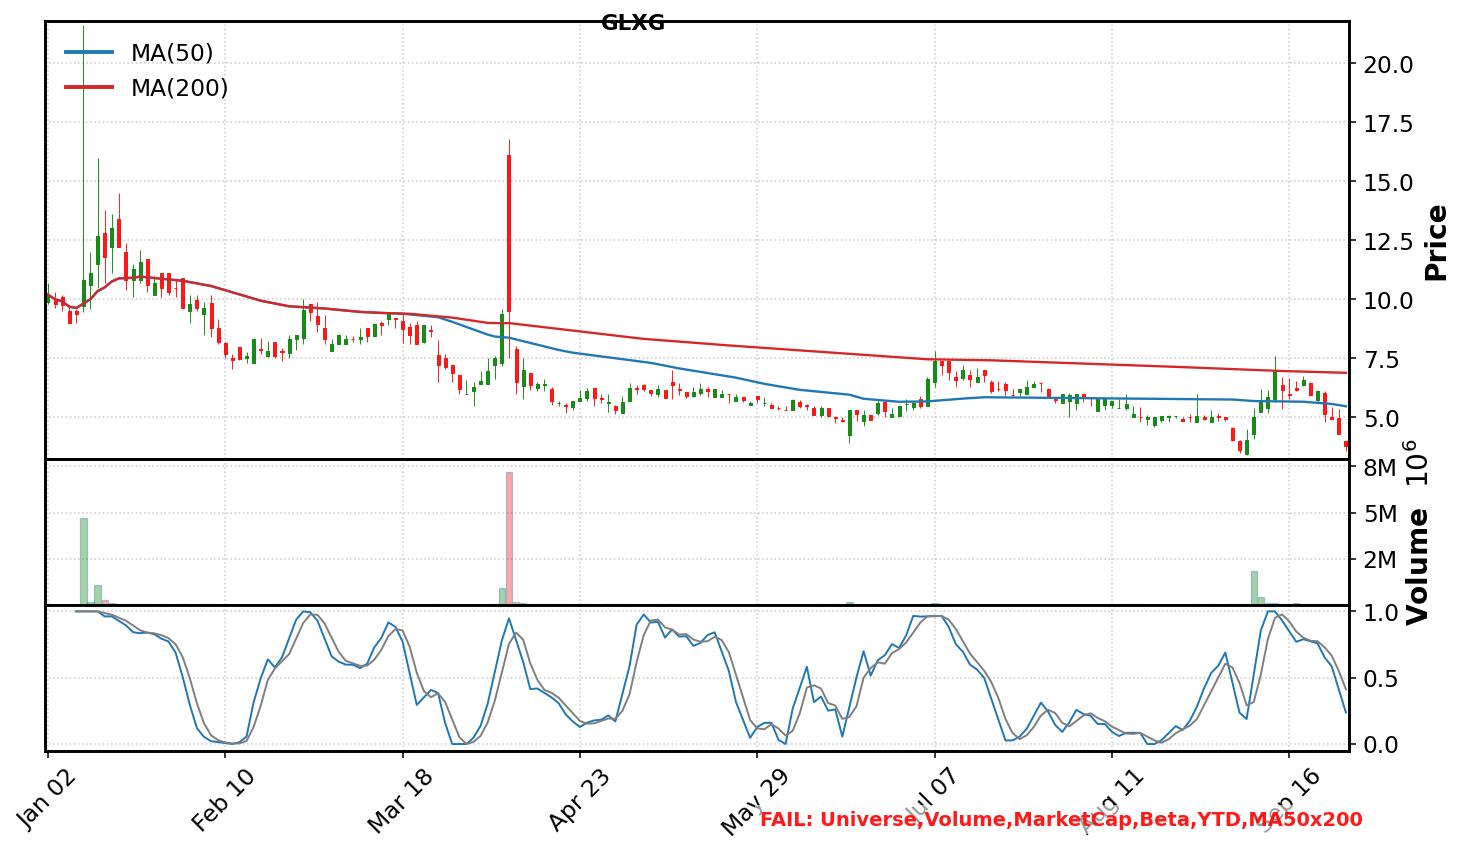 GLXG
MA(50)
MA(200)
20.0
17.5
15.0
12.5
10.0
7.5
5.0
Price
8M
5M
2M
Volume 10^6
1.0
0.5
0.0
Jan 02
Feb 10
Mar 18
Apr 23
May 29
Jul 07
Aug 11
Sep 16
FAIL: Universe,Volume,MarketCap,Beta,YTD,MA50x200